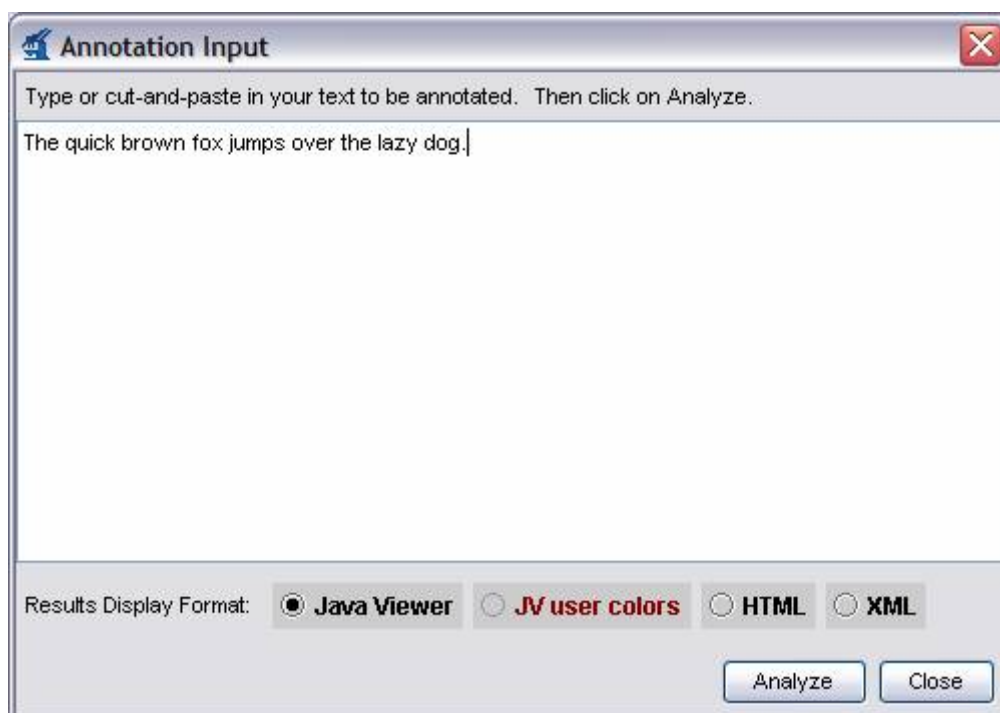 Annotation Input
Type or cut-and-paste in your text to be annotated. Then click on Analyze.
The quick brown fox jumps over the lazy dog.
Results Display Format: Java Viewer JV user colors HTML XML
Analyze Close